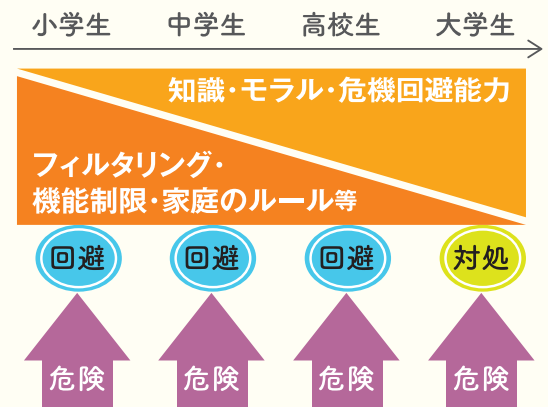 小学生 中学生 高校生 大学生
知識・モラル・危機回避能力
フィルタリング・
機能制限・家庭のルール等
回避 回避 回避 対処
危険 危険 危険 危険